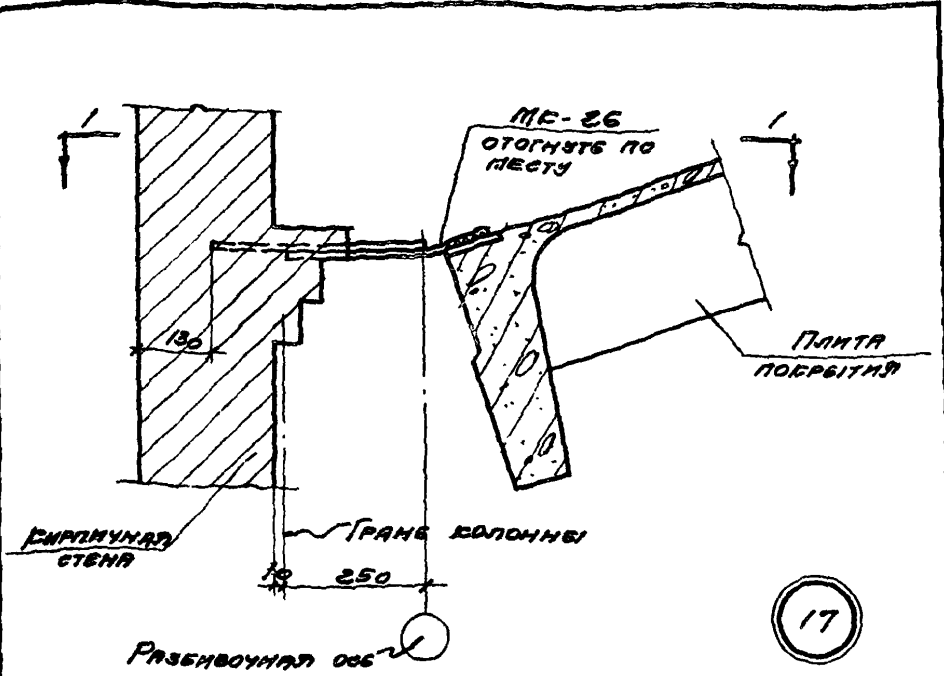 1
МК-26
ОТОГНУТЬ ПО
МЕСТУ
1
130
ПЛИТА
ПОКРЫТИЯ
КИРПИЧНАЯ
СТЕНА
ГРАНЬ КОЛОННЫ
10
250
17
РАЗБИВОЧНАЯ ОСЬ